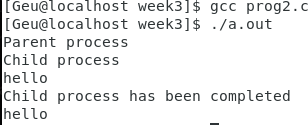 [Geu@localhost week3]$ gcc prog2.c
[Geu@localhost week3]$ ./a.out
Parent process
Child process
hello
Child process has been completed
hello